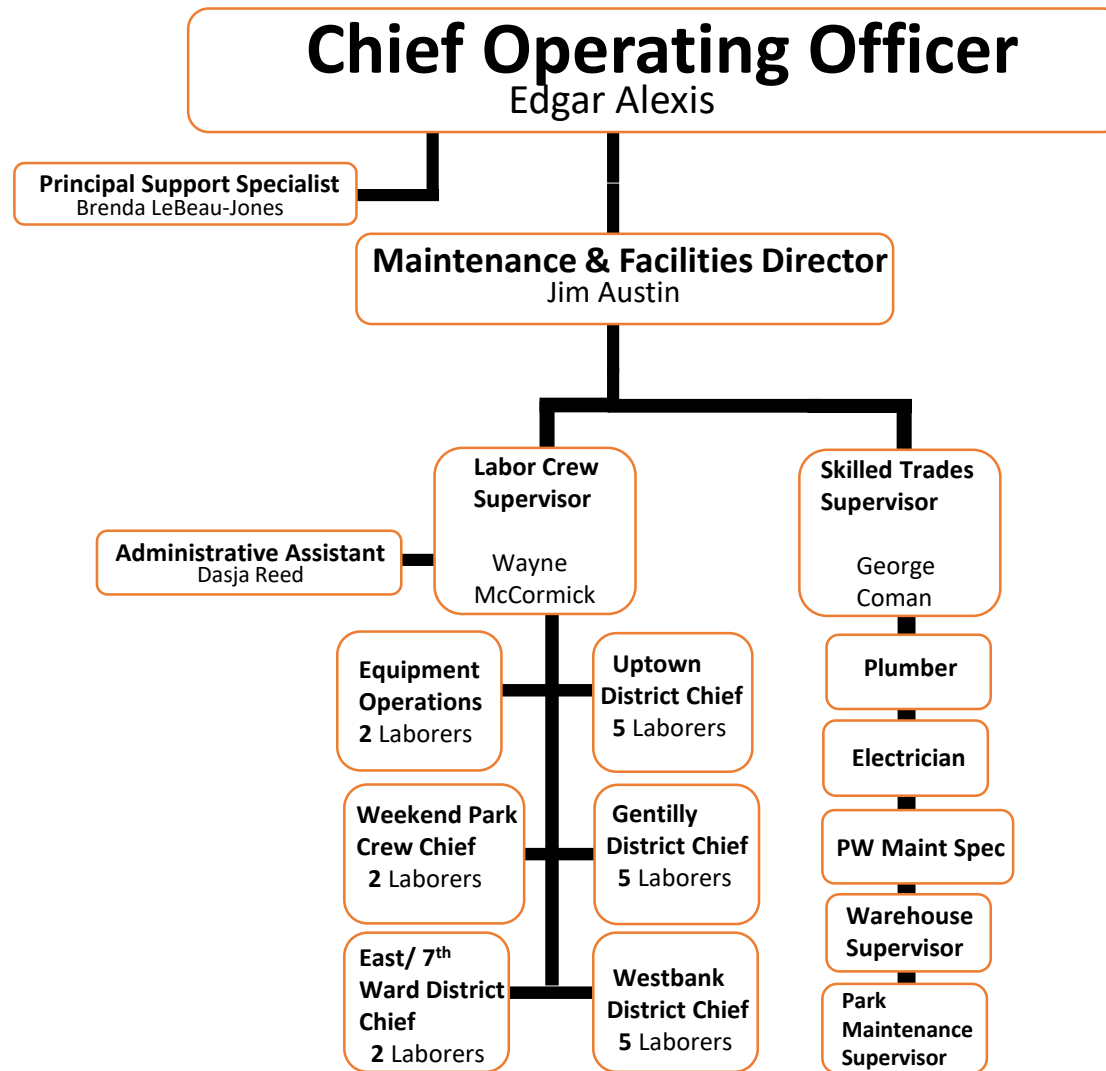 Chief Operating Officer
Edgar Alexis
Principal Support Specialist
Brenda LeBeau-Jones
Maintenance & Facilities Director
Jim Austin
Labor Crew
Supervisor
Wayne
McCormick
Skilled Trades
Supervisor
George
Coman
Administrative Assistant
Dasja Reed
Equipment
Operations
2 Laborers
Uptown
District Chief
5 Laborers
Weekend Park
Crew Chief
2 Laborers
Gentilly
District Chief
5 Laborers
East/ 7th
Ward District
Chief
2 Laborers
Westbank
District Chief
5 Laborers
Plumber
Electrician
PW Maint Spec
Warehouse
Supervisor
Park
Maintenance
Supervisor